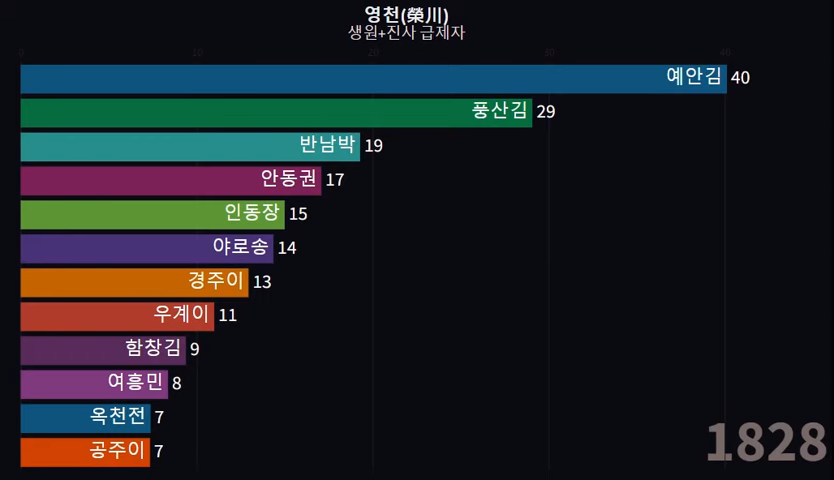 영천(榮川)
생원+진사 급제자
0 10 20 30 40
예안김 40
풍산김 29
반남박 19
안동권 17
인동장 15
야로송 14
경주이 13
우계이 11
함창김 9
여흥민 8
옥천전 7
공주이 7
1828